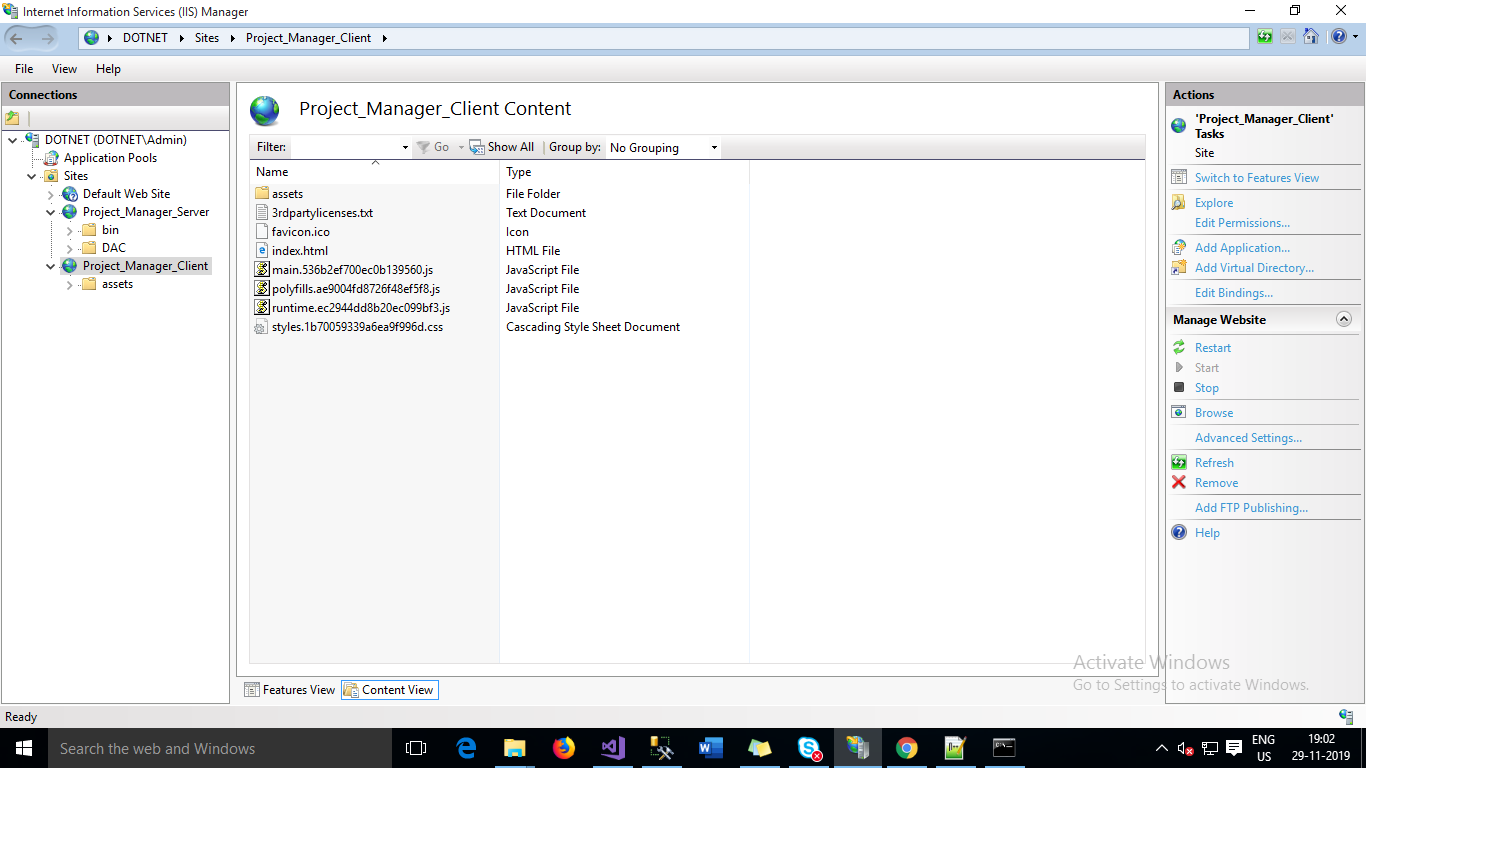 Internet Information Services (IIS) Manager
DOTNET Sites Project_Manager_Client
File View Help
Connections
DOTNET (DOTNET\Admin)
Application Pools
Sites
Default Web Site
Project_Manager_Server
bin
DAC
Project_Manager_Client
assets
Project_Manager_Client Content
Filter: Go Show All Group by: No Grouping
Name Type
assets File Folder
3rdpartylicenses.txt Text Document
favicon.ico Icon
index.html HTML File
main.536b2ef700ec0b139560.js JavaScript File
polyfills.ae9004fd8726f48ef5f8.js JavaScript File
runtime.ec2944dd8b20ec099bf3.js JavaScript File
styles.1b70059339a6ea9f996d.css Cascading Style Sheet Document
Features View Content View
Actions
'Project_Manager_Client'
Tasks
Site
Switch to Features View
Explore
Edit Permissions...
Add Application...
Add Virtual Directory...
Edit Bindings...
Manage Website
Restart
Start
Stop
Browse
Advanced Settings...
Refresh
Remove
Add FTP Publishing...
Help
Activate Windows
Go to Settings to activate Windows.
Ready
Search the web and Windows
ENG
US
19:02
29-11-2019